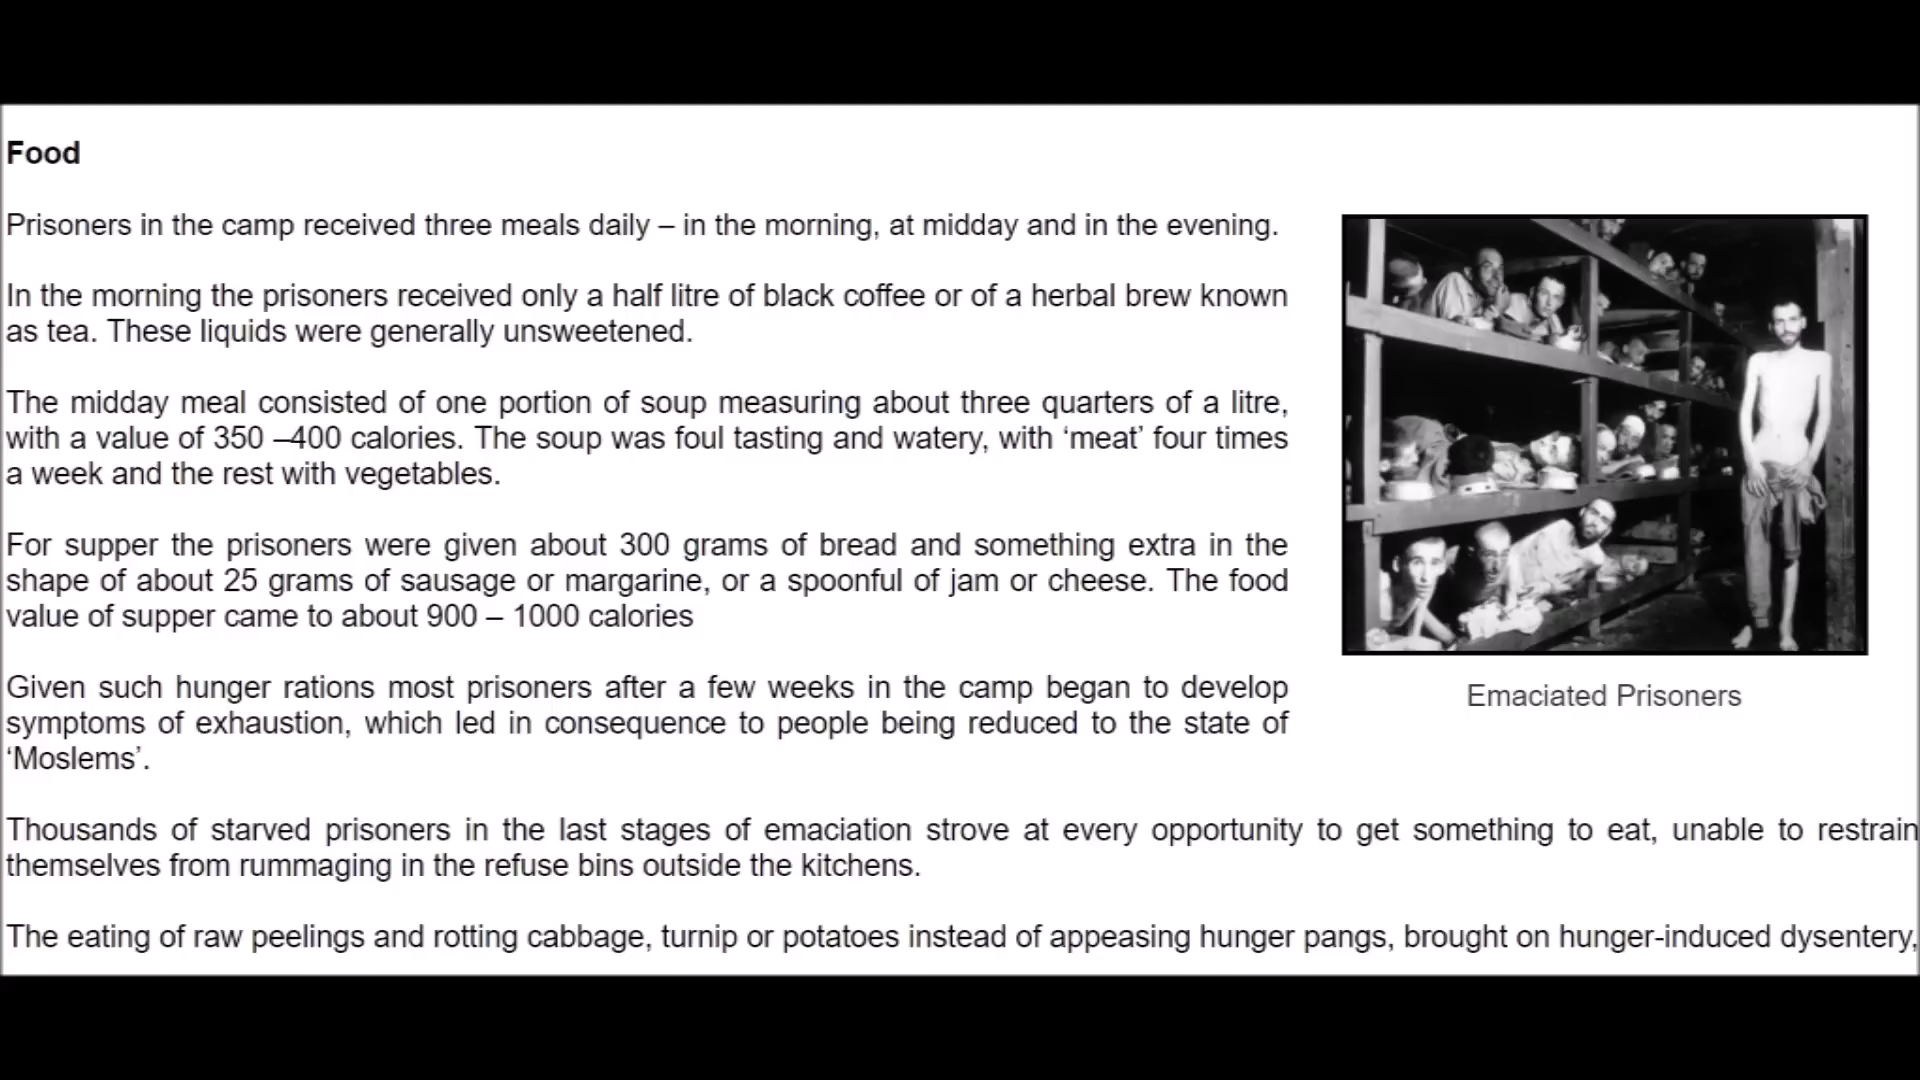 Food
Prisoners in the camp received three meals daily – in the morning, at midday and in the evening.
In the morning the prisoners received only a half litre of black coffee or of a herbal brew known
as tea. These liquids were generally unsweetened.
The midday meal consisted of one portion of soup measuring about three quarters of a litre,
with a value of 350 –400 calories. The soup was foul tasting and watery, with ‘meat’ four times
a week and the rest with vegetables.
For supper the prisoners were given about 300 grams of bread and something extra in the
shape of about 25 grams of sausage or margarine, or a spoonful of jam or cheese. The food
value of supper came to about 900 – 1000 calories
Given such hunger rations most prisoners after a few weeks in the camp began to develop
symptoms of exhaustion, which led in consequence to people being reduced to the state of
‘Moslems’.
Emaciated Prisoners
Thousands of starved prisoners in the last stages of emaciation strove at every opportunity to get something to eat, unable to restrain
themselves from rummaging in the refuse bins outside the kitchens.
The eating of raw peelings and rotting cabbage, turnip or potatoes instead of appeasing hunger pangs, brought on hunger-induced dysentery,